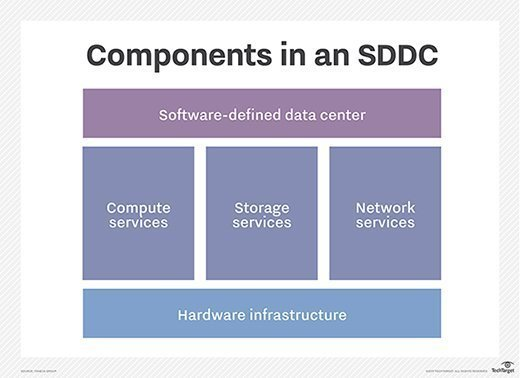 Components in an SDDC
Software-defined data center
Compute
services
Storage
services
Network
services
Hardware infrastructure
SOURCE: TANEJA GROUP
TechTarget